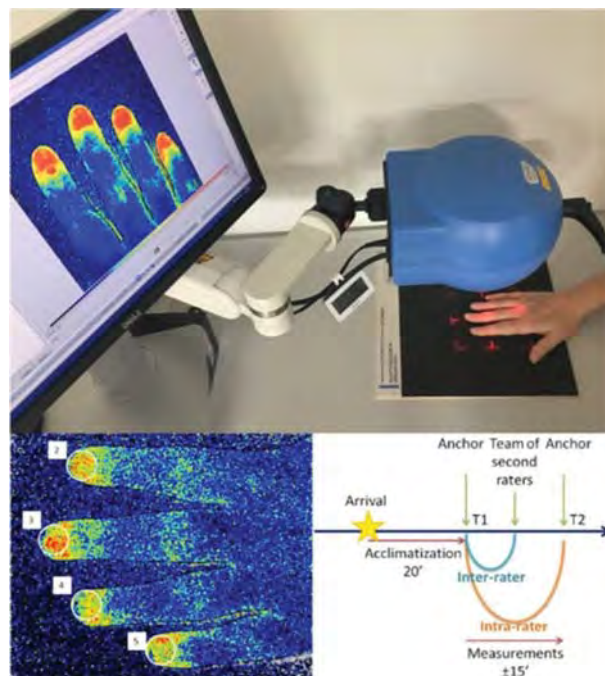 2
3
4
5
Anchor Team of Anchor
second
raters
Arrival
T1
T2
Acclimatization
20’
Inter-rater
Intra-rater
Measurements
±15’